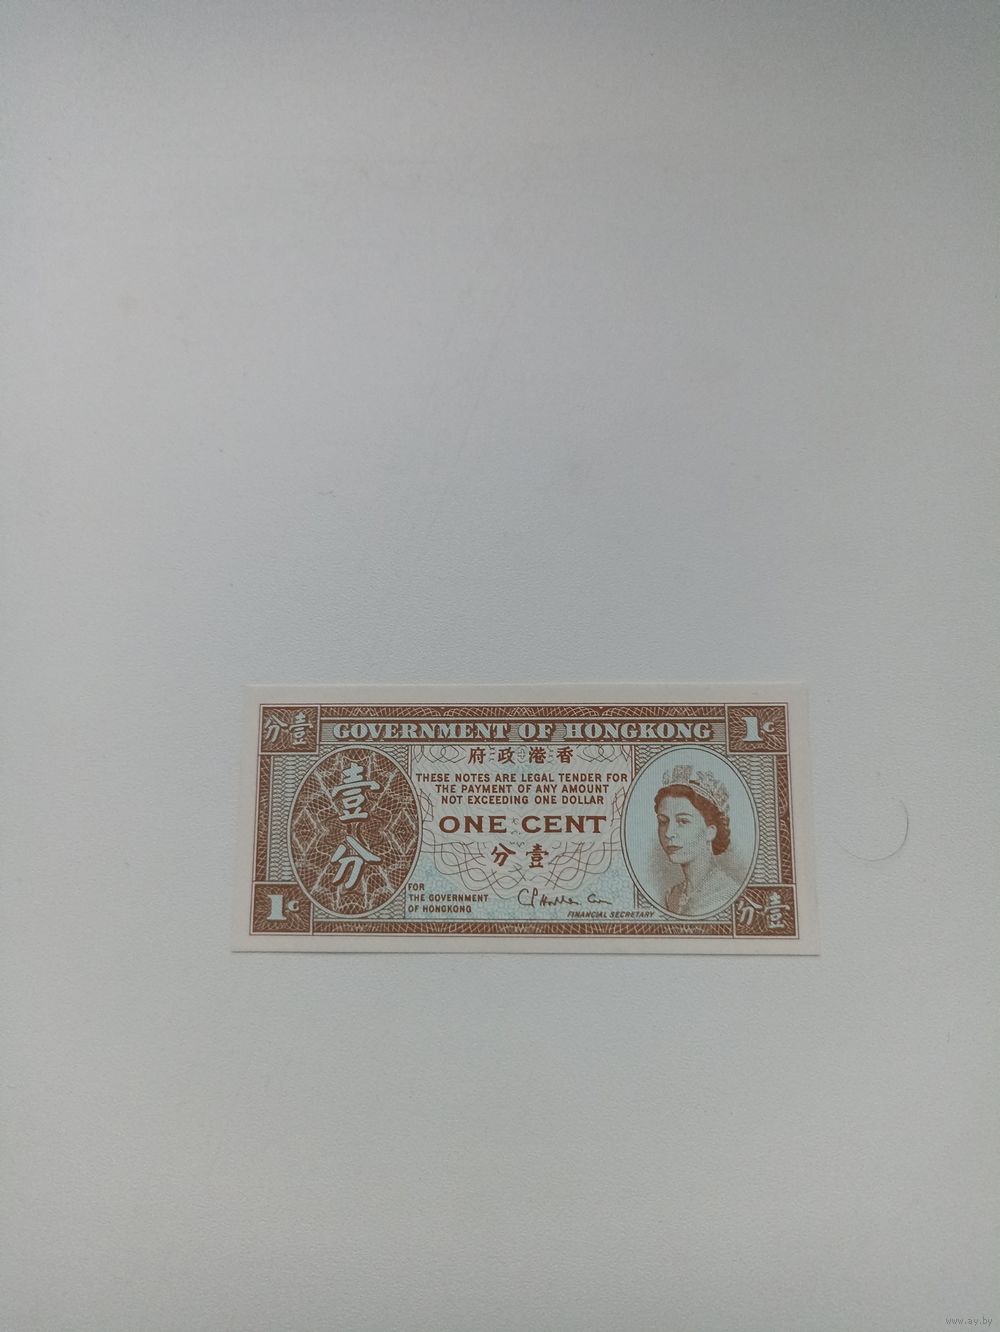 分壹
GOVERNMENT OF HONGKONG
1c
府政港香
壹分
THESE NOTES ARE LEGAL TENDER FOR
THE PAYMENT OF ANY AMOUNT
NOT EXCEEDING ONE DOLLAR
ONE CENT
分壹
FOR
THE GOVERNMENT
OF HONGKONG
FINANCIAL SECRETARY
1c
分壹
www.ay.by